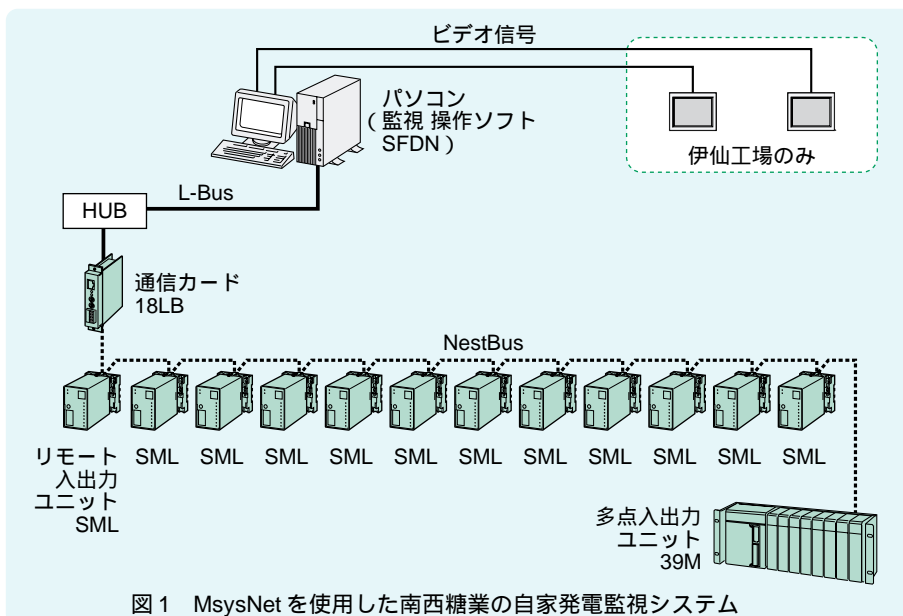 ビデオ信号
パソコン
（監視 操作ソフト
SFDN）
伊仙工場のみ
L-Bus
HUB
通信カード
18LB
NestBus
リモート
入出力
ユニット
SML
SML SML SML SML SML SML SML SML SML SML SML
多点入出力
ユニット
39M
図1 MsysNetを使用した南西糖業の自家発電監視システム